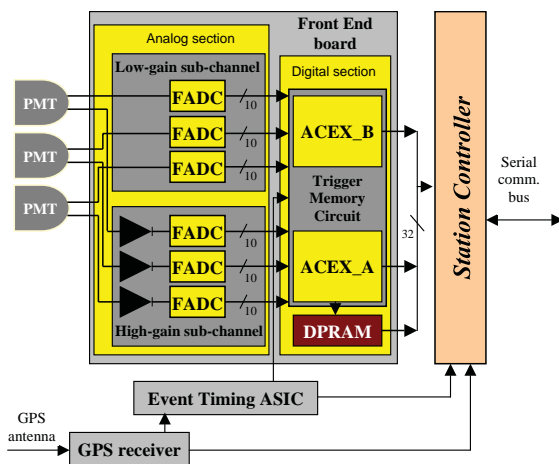 Front End
board
Analog section
Low-gain sub-channel
Digital section
PMT
FADC
10
FADC
10
PMT
FADC
10
PMT
ACEX_B
Trigger
Memory
Circuit
FADC
10
FADC
10
FADC
10
High-gain sub-channel
ACEX_A
DPRAM
32
Station Controller
Serial
comm.
bus
Event Timing ASIC
GPS
antenna
GPS receiver